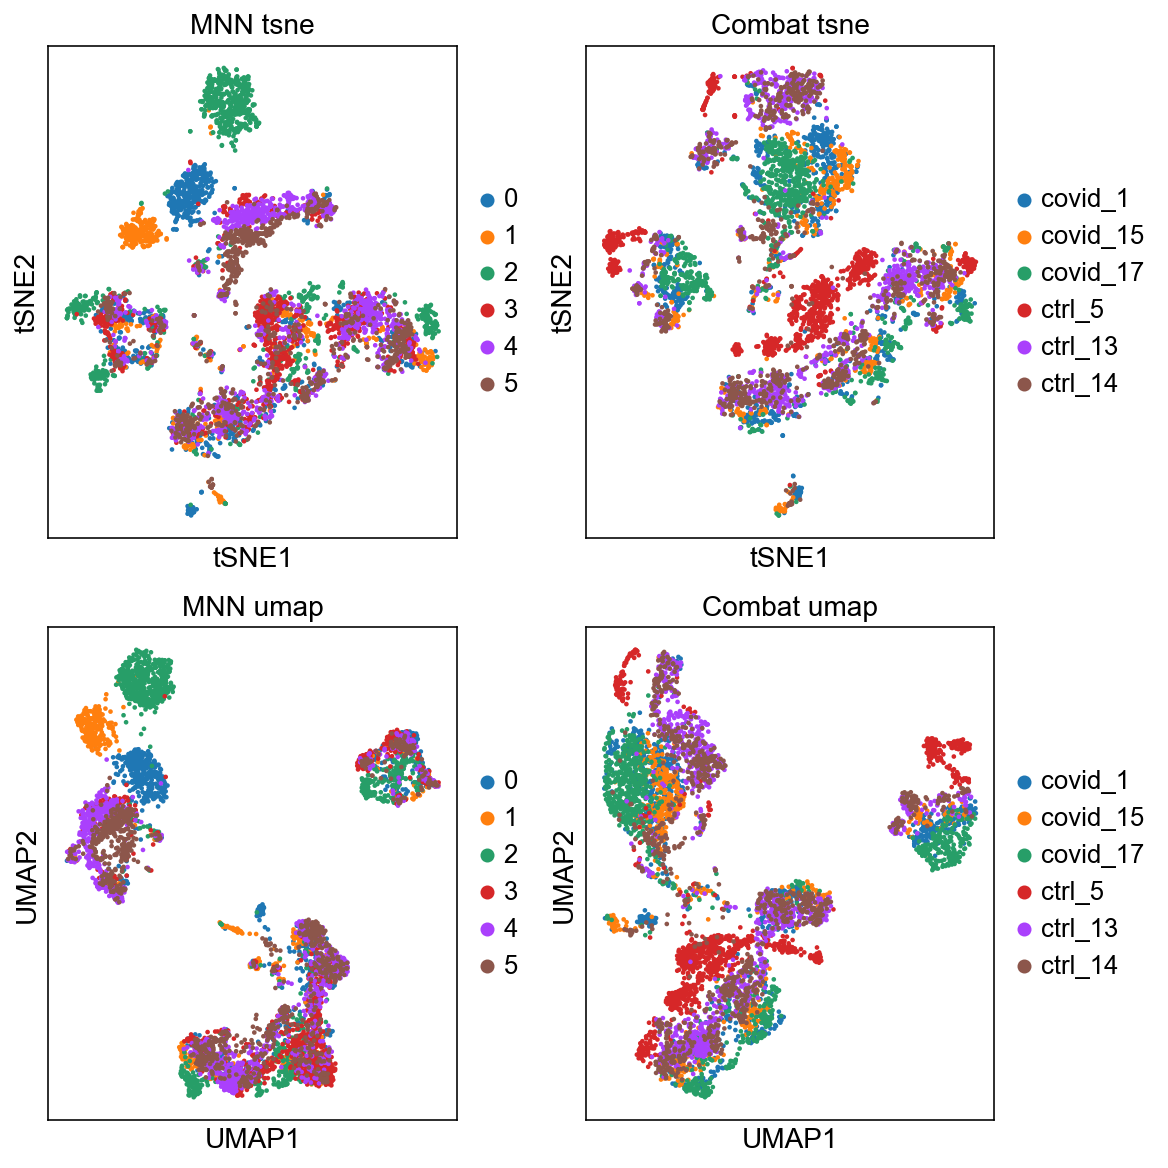 MNN tsne
tSNE2
tSNE1
0
1
2
3
4
5
Combat tsne
tSNE2
tSNE1
covid_1
covid_15
covid_17
ctrl_5
ctrl_13
ctrl_14
MNN umap
UMAP2
UMAP1
0
1
2
3
4
5
Combat umap
UMAP2
UMAP1
covid_1
covid_15
covid_17
ctrl_5
ctrl_13
ctrl_14